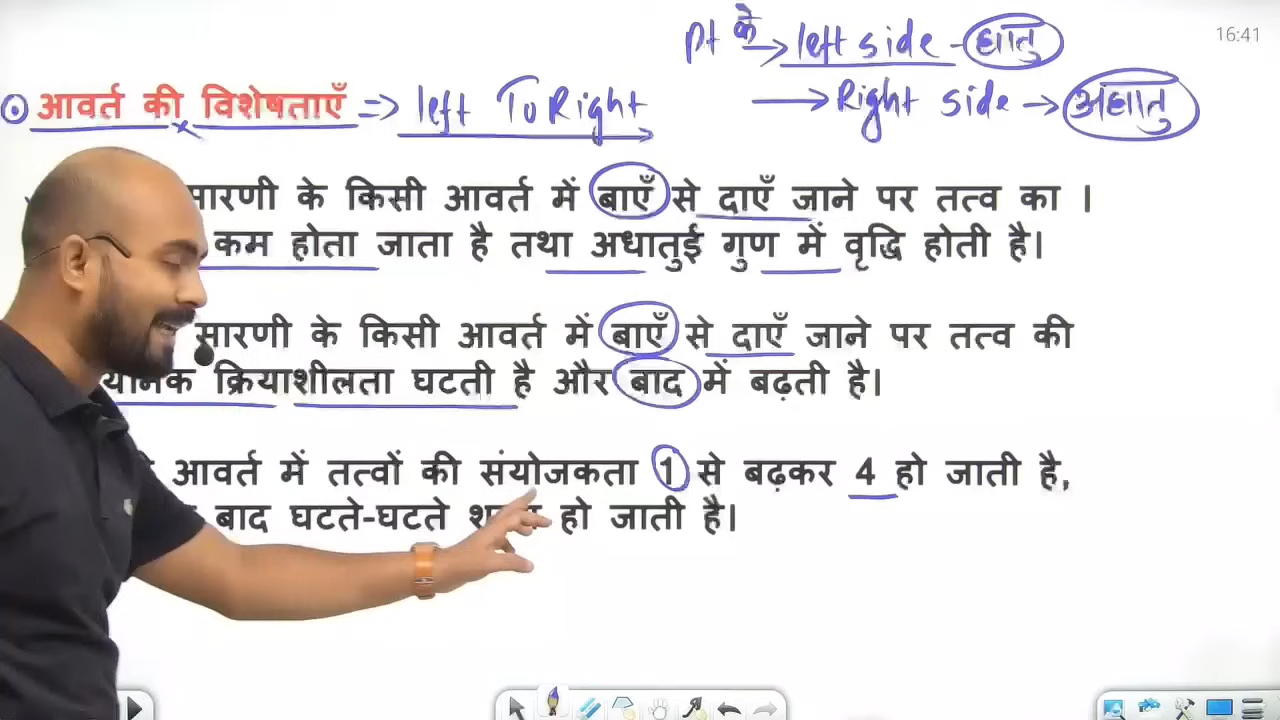 pt के → left side - धातु
16:41
आवर्त की विशेषताएँ => left To Right
→ Right side → अधातु
सारणी के किसी आवर्त में बाएँ से दाएँ जाने पर तत्व का ।
कम होता जाता है तथा अधातुई गुण में वृद्धि होती है।
सारणी के किसी आवर्त में बाएँ से दाएँ जाने पर तत्व की
क्रियाशीलता घटती है और बाद में बढ़ती है।
आवर्त में तत्वों की संयोजकता 1 से बढ़कर 4 हो जाती है,
बाद घटते-घटते हो जाती है।